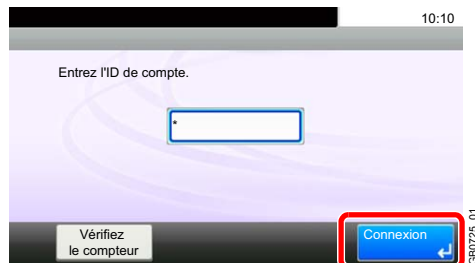 10:10
Entrez l'ID de compte.
*
Vérifiez
le compteur
Connexion
GB0725_01